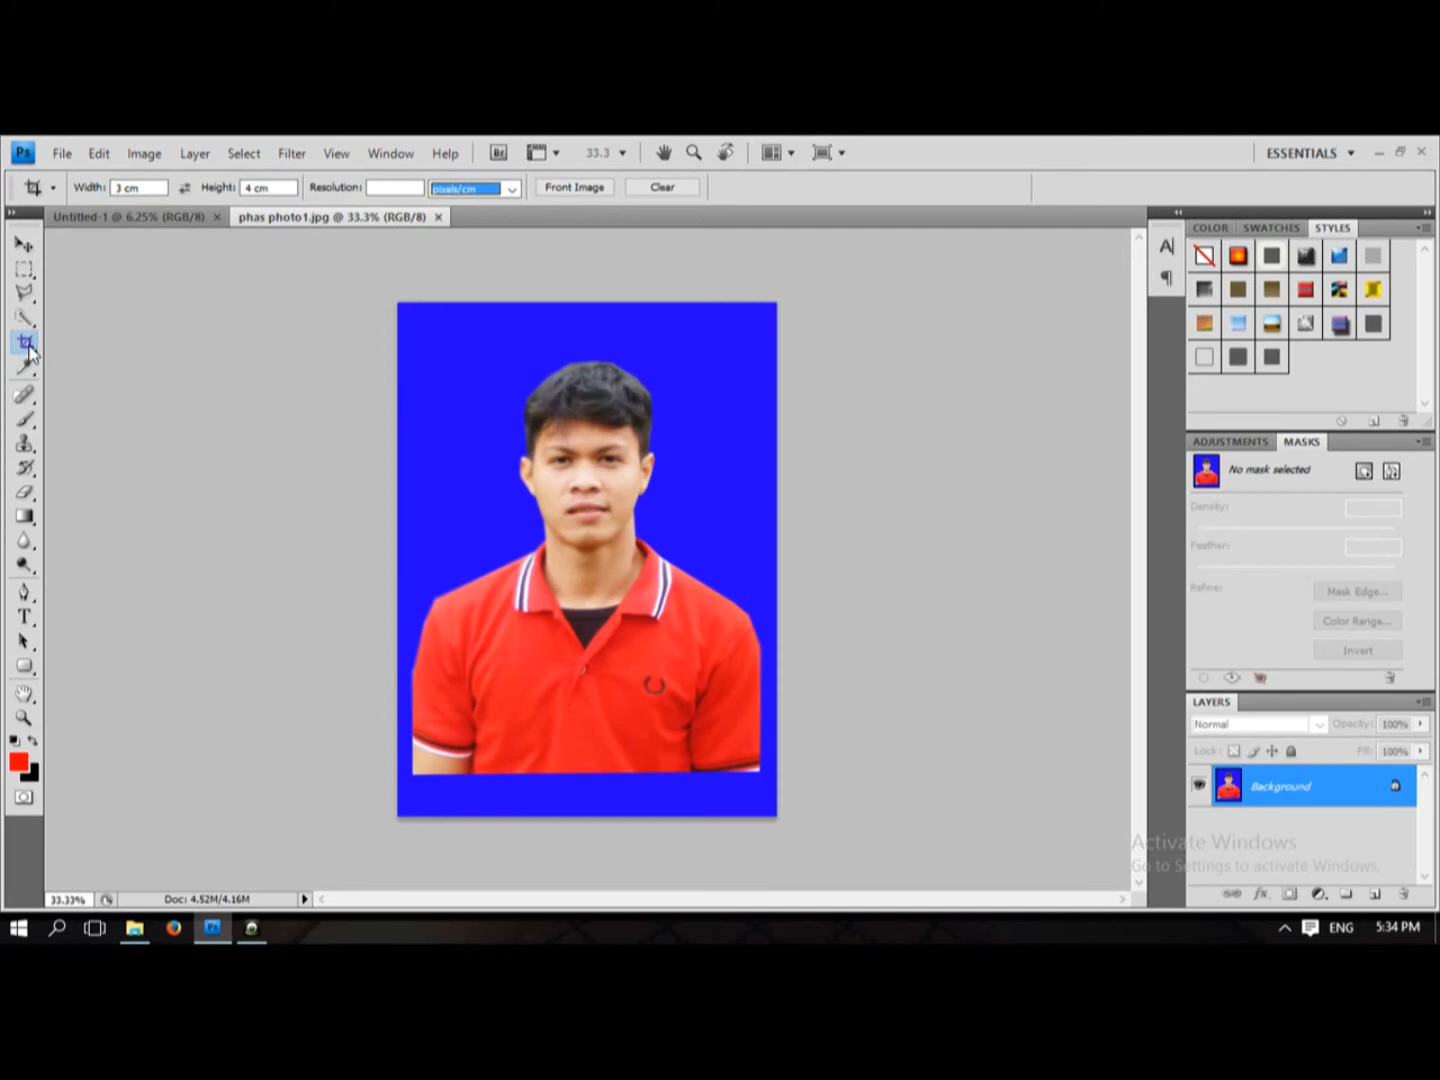 Ps File Edit Image Layer Select Filter Analysis View Window Help Br 33.3 ESSENTIALS
Width: 3 cm Height: 4 cm Resolution: pixels/cm Front Image Clear
Untitled-1 @ 6.25% (RGB/8) × phas photo1.jpg @ 33.3% (RGB/8) ×
COLOR SWATCHES STYLES
A
ADJUSTMENTS MASKS
No mask selected
Density:
Feather:
Refine: Mask Edge...
Color Range...
Invert
T
LAYERS
Normal Opacity: 100%
Lock: Fill: 100%
Background
Activate Windows
Go to Settings to activate Windows.
fx
33.33% Doc: 4.52M/4.16M
Ps ENG 5:34 PM